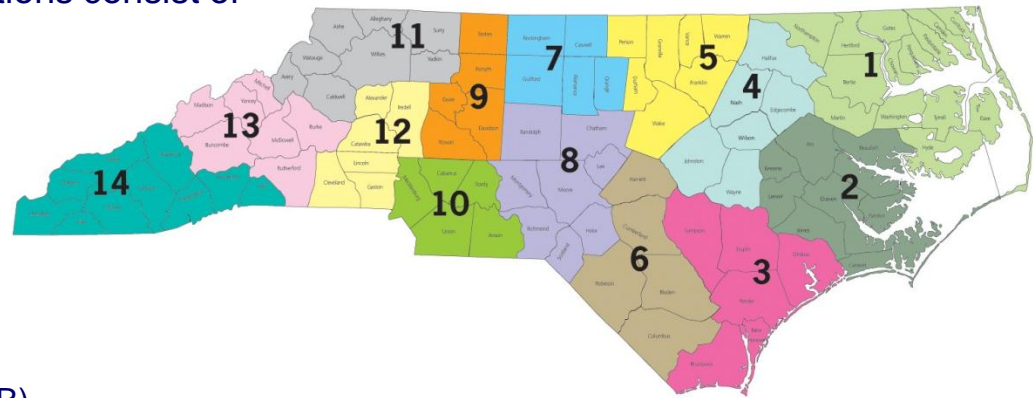 ations consist of
11
7
5
1
4
9
13
12
8
14
10
2
6
3
Ashe
Alleghany
Surry
Stokes
Rockingham
Caswell
Person
Granville
Vance
Warren
Northampton
Gates
Hertford
Halifax
Watauga
Wilkes
Yadkin
Forsyth
Guilford
Alamance
Orange
Durham
Franklin
Bertie
Avery
Caldwell
Alexander
Iredell
Davie
Davidson
Nash
Edgecombe
Martin
Washington
Tyrrell
Dare
Madison
Yancey
Mitchell
Burke
McDowell
Buncombe
Catawba
Rowan
Randolph
Chatham
Wake
Wilson
Hyde
Rutherford
Lincoln
Cleveland
Gaston
Cabarrus
Stanly
Montgomery
Moore
Lee
Harnett
Johnston
Wayne
Greene
Pitt
Beaufort
Craven
Lenoir
Jones
Pamlico
Carteret
Mecklenburg
Union
Anson
Richmond
Scotland
Hoke
Cumberland
Sampson
Duplin
Onslow
Robeson
Bladen
Pender
Columbus
Brunswick
R)